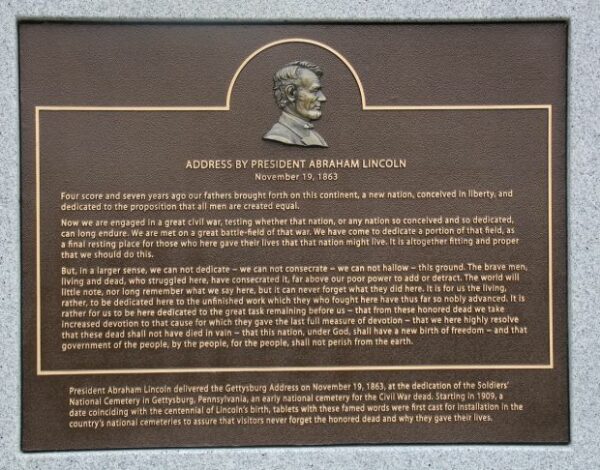 ADDRESS BY PRESIDENT ABRAHAM LINCOLN
November 19, 1863
Four score and seven years ago our fathers brought forth on this continent, a new nation, conceived in liberty, and
dedicated to the proposition that all men are created equal.
Now we are engaged in a great civil war, testing whether that nation, or any nation so conceived and so dedicated,
can long endure. We are met on a great battle-field of that war. We have come to dedicate a portion of that field, as
a final resting place for those who here gave their lives that that nation might live. It is altogether fitting and proper
that we should do this.
But, in a larger sense, we can not dedicate – we can not consecrate – we can not hallow – this ground. The brave men,
living and dead, who struggled here, have consecrated it, far above our poor power to add or detract. The world will
little note, nor long remember what we say here, but it can never forget what they did here. It is for us the living,
rather, to be dedicated here to the unfinished work which they who fought here have thus far so nobly advanced. It is
rather for us to be here dedicated to the great task remaining before us – that from these honored dead we take
increased devotion to that cause for which they gave the last full measure of devotion – that we here highly resolve
that these dead shall not have died in vain – that this nation, under God, shall have a new birth of freedom – and that
government of the people, by the people, for the people, shall not perish from the earth.
President Abraham Lincoln delivered the Gettysburg Address on November 19, 1863, at the dedication of the Soldiers'
National Cemetery in Gettysburg, Pennsylvania, an early national cemetery for the Civil War dead. Starting in 1909, a
date coinciding with the centennial of Lincoln's birth, tablets with these famed words were first cast for installation in the
country's national cemeteries to assure that visitors never forget the honored dead and why they gave their lives.